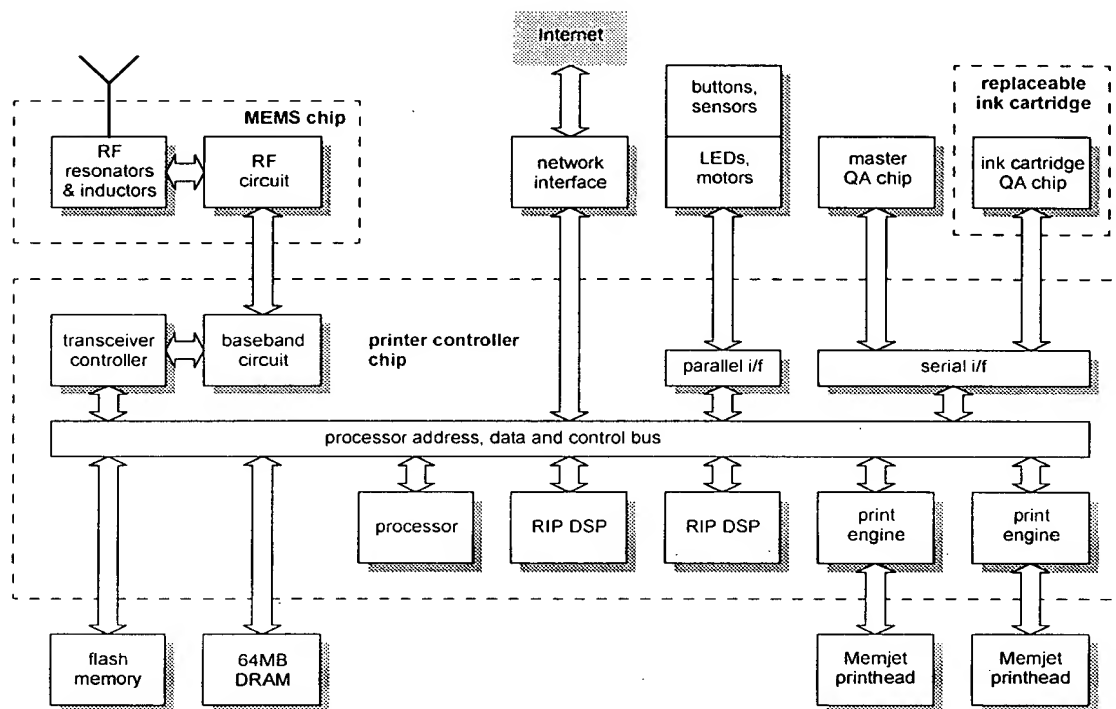 Internet
buttons,
sensors
replaceable
ink cartridge
MEMS chip
RF
resonators
& inductors
RF
circuit
network
interface
LEDs,
motors
master
QA chip
ink cartridge
QA chip
transceiver
controller
baseband
circuit
printer controller
chip
parallel i/f
serial i/f
processor address, data and control bus
processor
RIP DSP
RIP DSP
print
engine
print
engine
flash
memory
64MB
DRAM
Memjet
printhead
Memjet
printhead